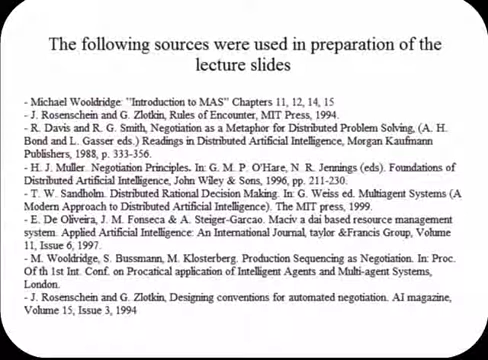 The following sources were used in preparation of the
lecture slides
- Michael Wooldridge: "Introduction to MAS" Chapters 11, 12, 14, 15
- J. Rosenschein and G. Zlotkin, Rules of Encounter, MIT Press, 1994.
- R. Davis and R. G. Smith, Negotiation as a Metaphor for Distributed Problem Solving, (A. H.
Bond and L. Gasser eds.) Readings in Distributed Artificial Intelligence, Morgan Kaufmann
Publishers, 1988, p. 333-356.
- H. J. Muller. Negotiation Principles. In: G. M. P. O'Hare, N. R. Jennings (eds). Foundations of
Distributed Artificial Intelligence, John Wiley & Sons, 1996, pp. 211-230.
- T. W. Sandholm. Distributed Rational Decision Making. In: G. Weiss ed. Multiagent Systems (A
Modern Approach to Distributed Artificial Intelligence). The MIT press, 1999.
- E. De Oliveira, J. M. Fonseca & A. Steiger-Garcao. Maciv a dai based resource management
system. Applied Artificial Intelligence: An International Journal, taylor &Francis Group, Volume
11, Issue 6, 1997.
- M. Wooldridge, S. Bussmann, M. Klosterberg. Production Sequencing as Negotiation. In: Proc.
Of th 1st Int. Conf. on Procatical application of Intelligent Agents and Multi-agent Systems,
London.
- J. Rosenschein and G. Zlotkin, Designing conventions for automated negotiation. AI magazine,
Volume 15, Issue 3, 1994